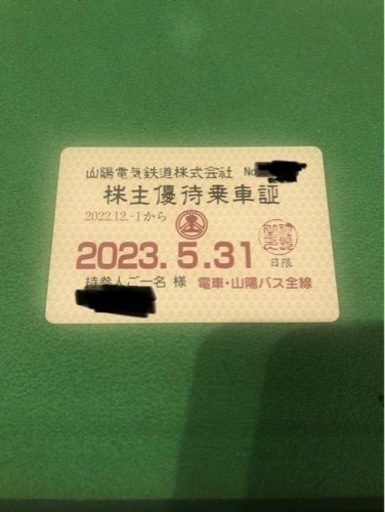 山陽電気鉄道株式会社 No.
株主優待乗車証
2022.12.-1から
2023.5.31 日限
持参人ご一名 様 電車・山陽バス全線